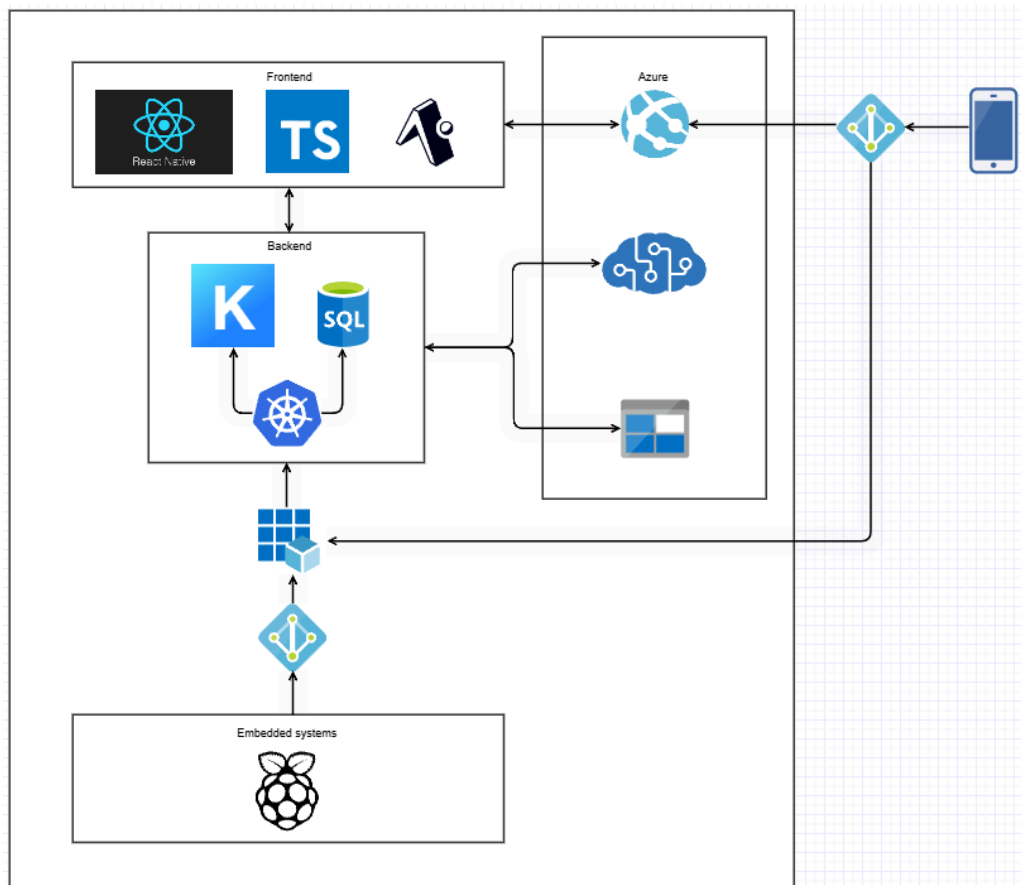 Frontend
Azure
React Native
TS
Backend
K
SQL
Embedded systems